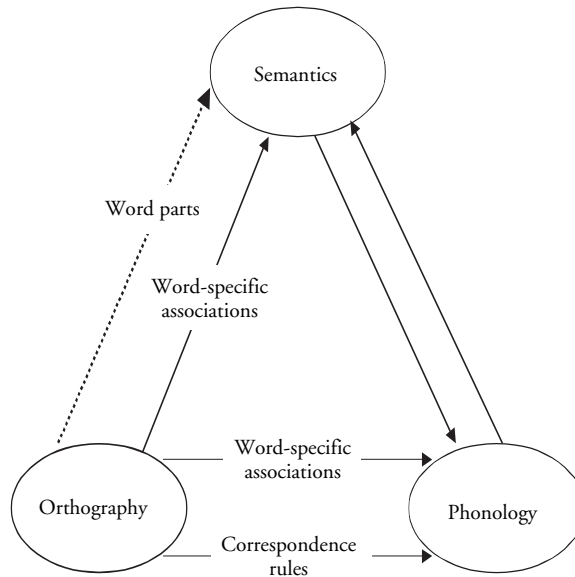 Semantics
Word parts
Word-specific
associations
Word-specific
associations
Orthography
Phonology
Correspondence
rules